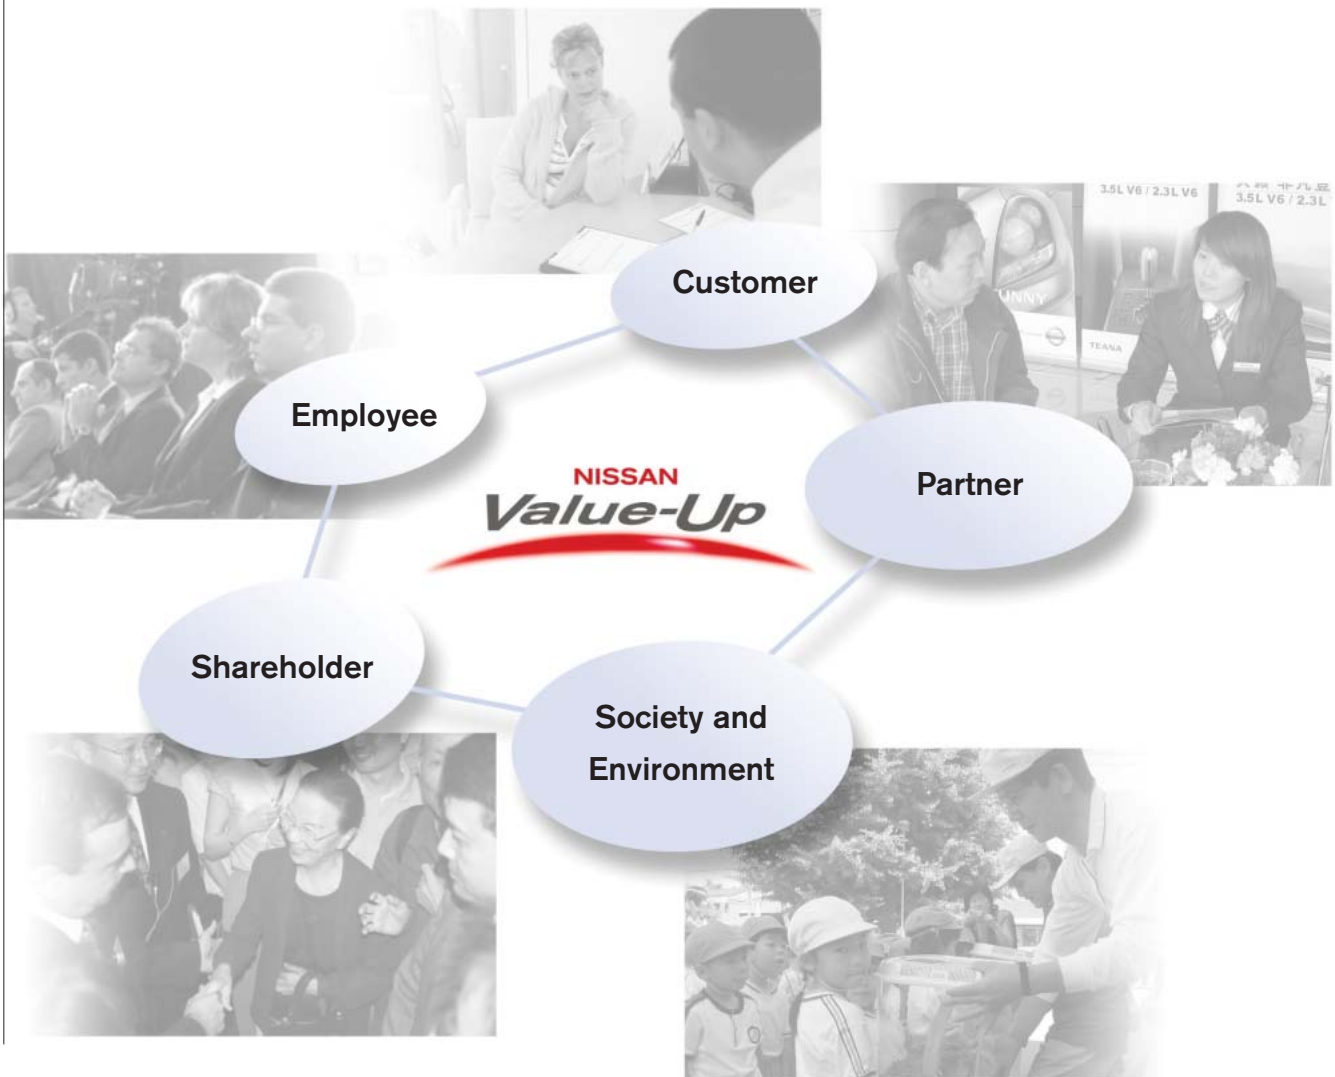 Customer
3.5L V6 / 2.3L V6
3.5L V6 / 2.3L
UNNY
TEANA
Employee
Partner
NISSAN
Value-Up
Shareholder
Society and
Environment